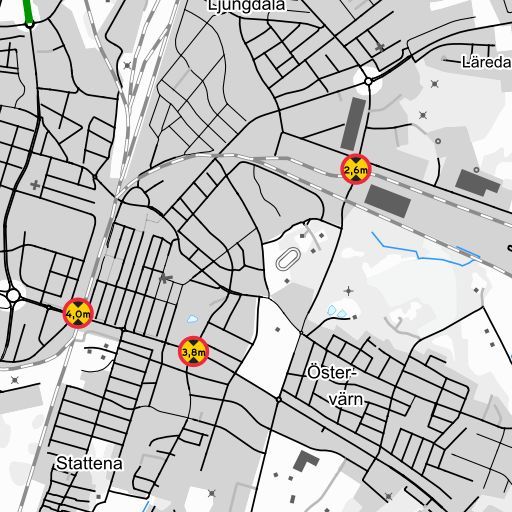 Ljungdala
Läreda
2,6m
4,0m
3,8m
Öster-
värn
Stattena